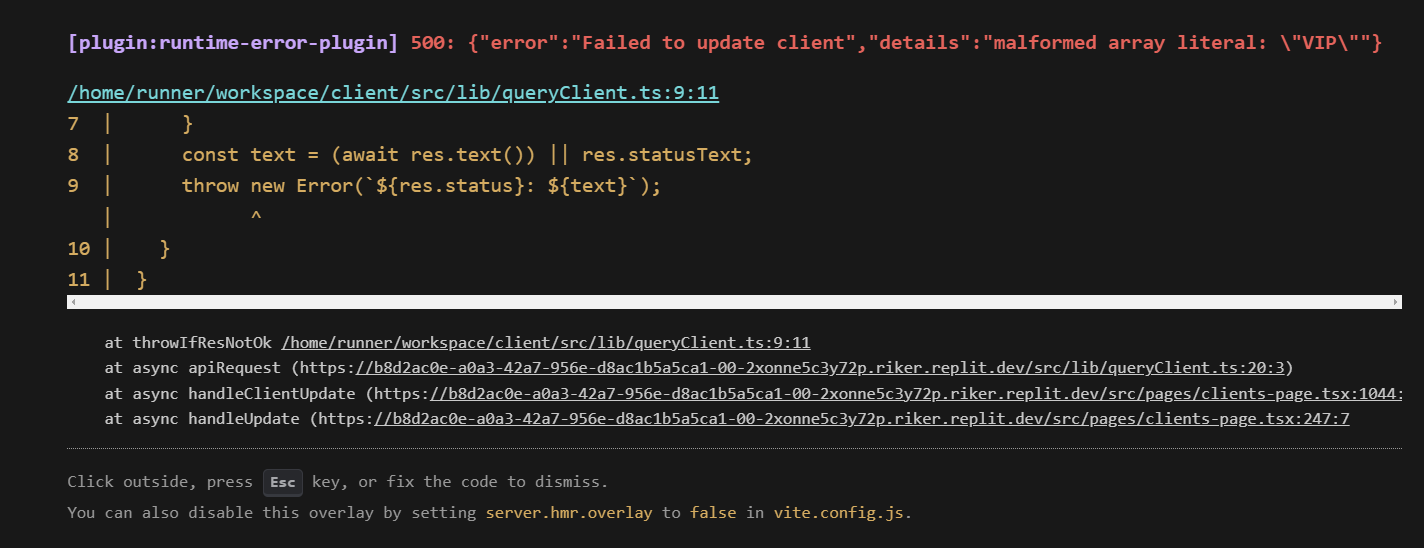 [plugin:runtime-error-plugin] 500: {"error":"Failed to update client","details":"malformed array literal: \"VIP\""}
/home/runner/workspace/client/src/lib/queryClient.ts:9:11
7  |      }
8  |      const text = (await res.text()) || res.statusText;
9  |      throw new Error(`${res.status}: ${text}`);
   |            ^
10 |    }
11 |  }
at throwIfResNotOk /home/runner/workspace/client/src/lib/queryClient.ts:9:11
at async apiRequest (https://b8d2ac0e-a0a3-42a7-956e-d8ac1b5a5ca1-00-2xonne5c3y72p.riker.replit.dev/src/lib/queryClient.ts:20:3)
at async handleClientUpdate (https://b8d2ac0e-a0a3-42a7-956e-d8ac1b5a5ca1-00-2xonne5c3y72p.riker.replit.dev/src/pages/clients-page.tsx:1044:
at async handleUpdate (https://b8d2ac0e-a0a3-42a7-956e-d8ac1b5a5ca1-00-2xonne5c3y72p.riker.replit.dev/src/pages/clients-page.tsx:247:7
Click outside, press Esc key, or fix the code to dismiss.
You can also disable this overlay by setting server.hmr.overlay to false in vite.config.js.